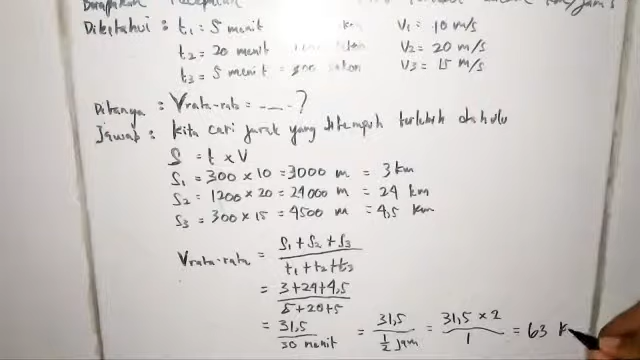 Diketahui : t₁ = 5 menit V₁ = 10 m/s
t₂ = 20 menit V₂ = 20 m/s
t₃ = 5 menit = 300 V₃ = 15 m/s
Ditanya : Vrata-rata = ---- ?
Jawab : kita cari jarak yang ditempuh terlebih dahulu
S = t x V
S₁ = 300 x 10 = 3000 m = 3 km
S₂ = 1200 x 20 = 24000 m = 24 km
S₃ = 300 x 15 = 4500 m = 4,5 km
Vrata-rata = S₁ + S₂ + S₃
t₁ + t₂ + t₃
= 3 + 24 + 4,5
5 + 20 + 5
= 31,5 = 31,5 = 31,5 x 2 = 63 K
30 menit ½ jam 1